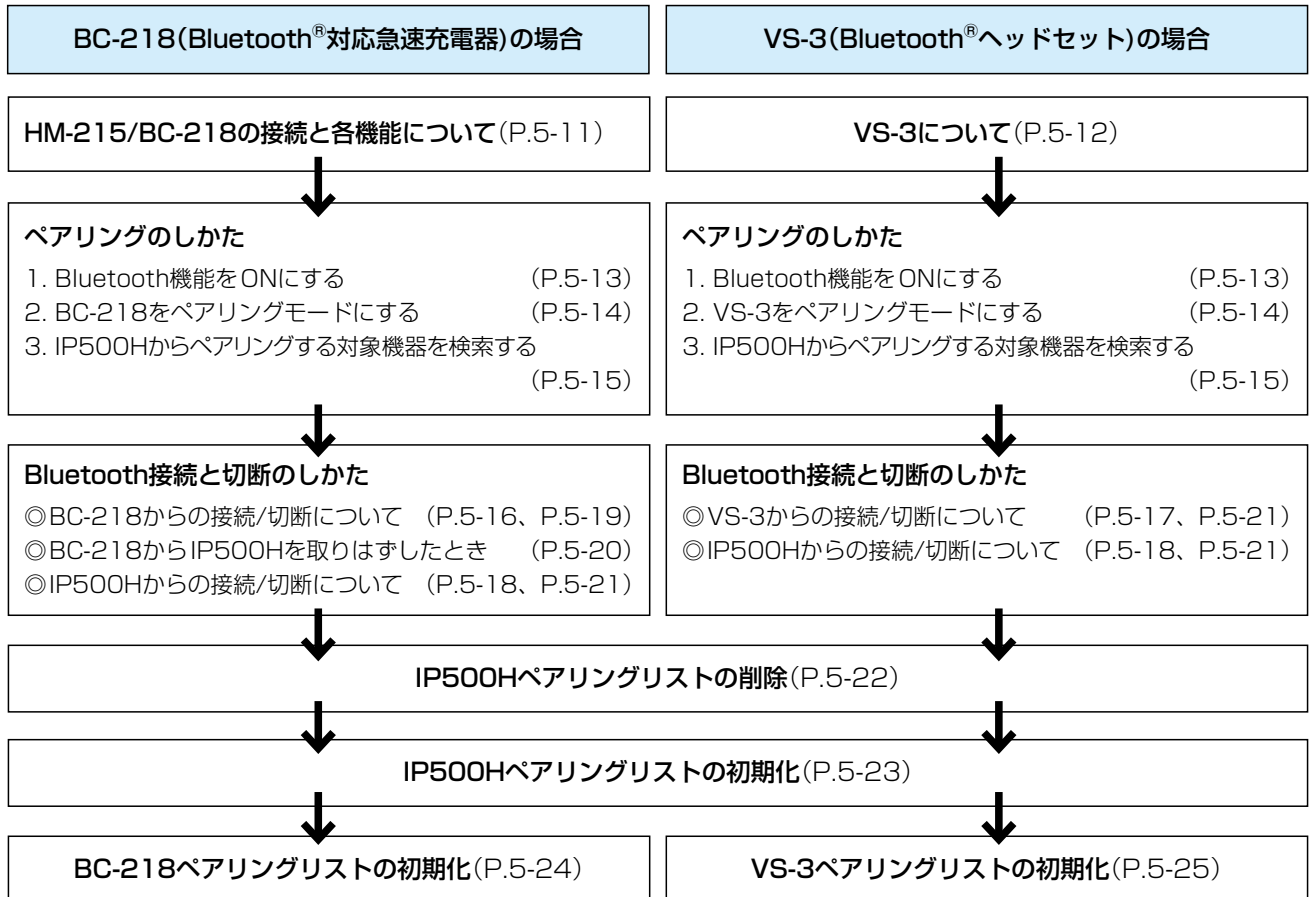 BC-218(Bluetooth®対応急速充電器)の場合
HM-215/BC-218の接続と各機能について(P.5-11)
ペアリングのしかた
1. Bluetooth機能をONにする (P.5-13)
2. BC-218をペアリングモードにする (P.5-14)
3. IP500Hからペアリングする対象機器を検索する
(P.5-15)
Bluetooth接続と切断のしかた
◎BC-218からの接続/切断について (P.5-16、P.5-19)
◎BC-218からIP500Hを取りはずしたとき (P.5-20)
◎IP500Hからの接続/切断について (P.5-18、P.5-21)
VS-3(Bluetooth®ヘッドセット)の場合
VS-3について(P.5-12)
ペアリングのしかた
1. Bluetooth機能をONにする (P.5-13)
2. VS-3をペアリングモードにする (P.5-14)
3. IP500Hからペアリングする対象機器を検索する
(P.5-15)
Bluetooth接続と切断のしかた
◎VS-3からの接続/切断について (P.5-17、P.5-21)
◎IP500Hからの接続/切断について (P.5-18、P.5-21)
IP500Hペアリングリストの削除(P.5-22)
IP500Hペアリングリストの初期化(P.5-23)
BC-218ペアリングリストの初期化(P.5-24)
VS-3ペアリングリストの初期化(P.5-25)